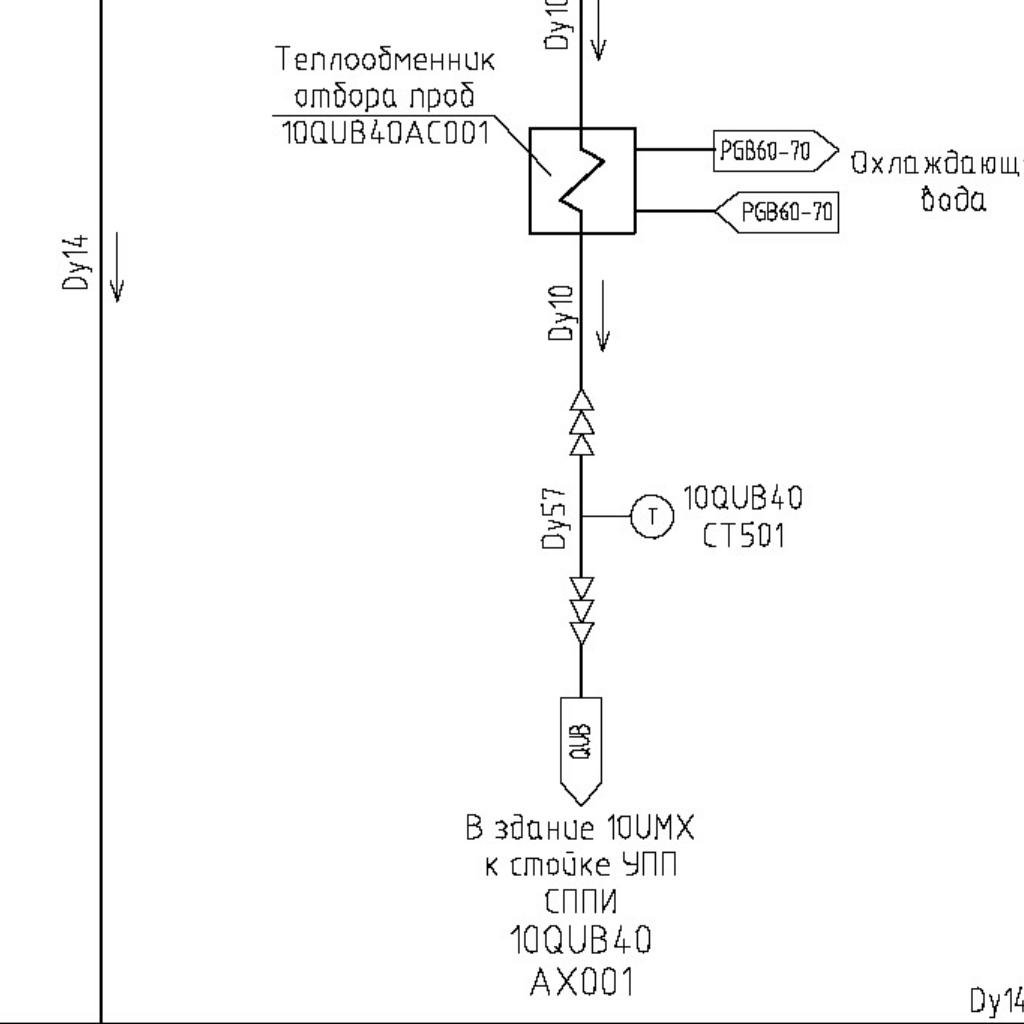 Dy10
Теплообменник
отбора проб
10QUB40AC001
PGB60-70
Охлаждающ
вода
PGB60-70
Dy14
Dy10
Dy57
T
10QUB40
CT501
QUB
В здание 10UMX
к стойке УПП
СППИ
10QUB40
AX001
Dy14